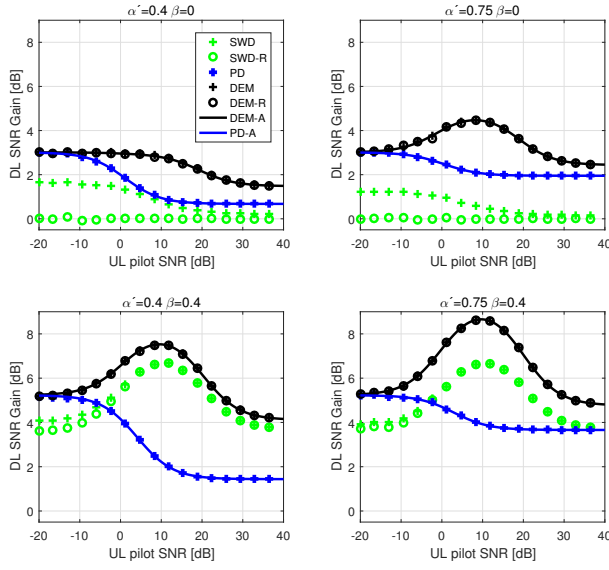 α´=0.4 β=0
8
6
4
2
0
DL SNR Gain [dB]
-20 -10 0 10 20 30 40
UL pilot SNR [dB]
SWD
SWD-R
PD
DEM
DEM-R
DEM-A
PD-A
α´=0.75 β=0
8
6
4
2
0
DL SNR Gain [dB]
-20 -10 0 10 20 30 40
UL pilot SNR [dB]
α´=0.4 β=0.4
8
6
4
2
0
DL SNR Gain [dB]
-20 -10 0 10 20 30 40
UL pilot SNR [dB]
α´=0.75 β=0.4
8
6
4
2
0
DL SNR Gain [dB]
-20 -10 0 10 20 30 40
UL pilot SNR [dB]